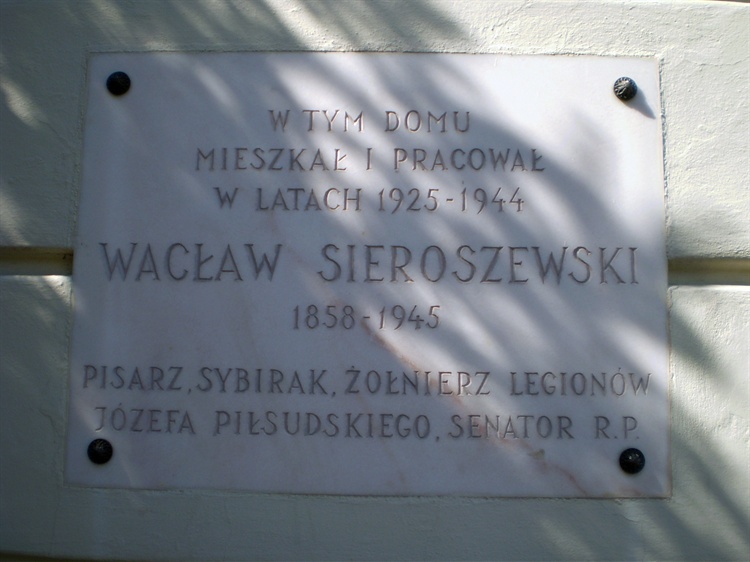 W TYM DOMU
MIESZKAŁ I PRACOWAŁ
W LATACH 1925-1944
WACŁAW SIEROSZEWSKI
1858-1945
PISARZ, SYBIRAK, ŻOŁNIERZ LEGIONÓW
JÓZEFA PIŁSUDSKIEGO, SENATOR R.P.